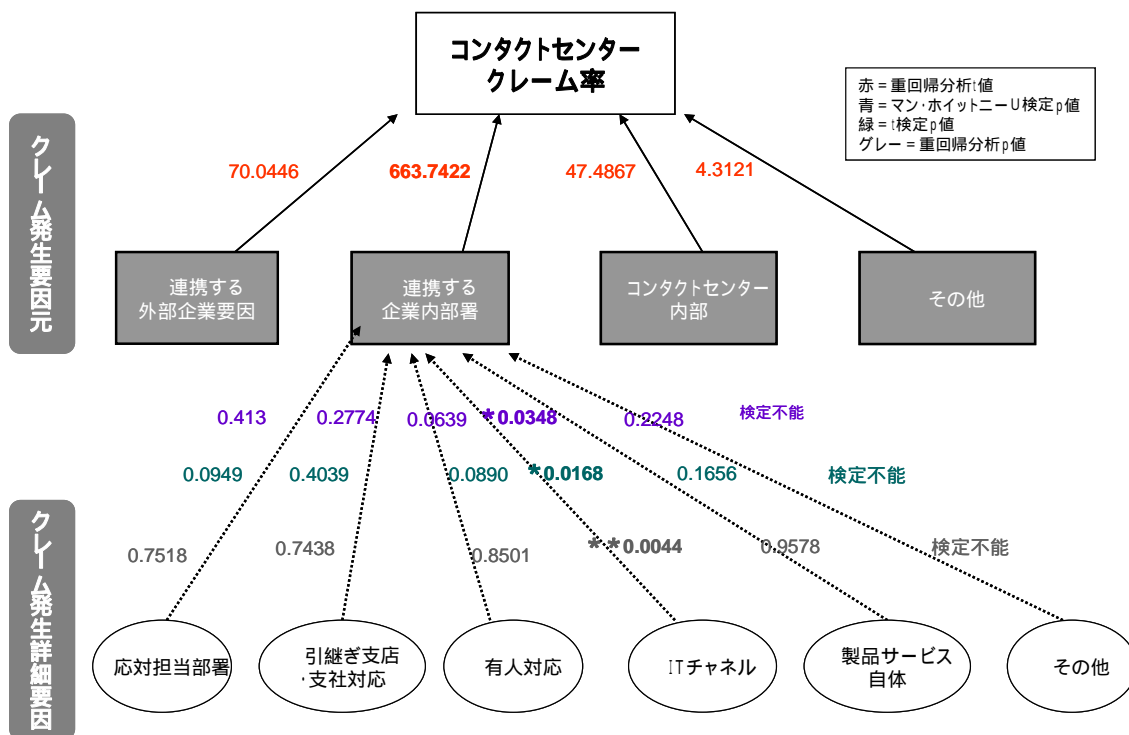 コンタクトセンター
クレーム率
赤 = 重回帰分析t値
青 = マン・ホイットニーU検定p値
緑 = t検定p値
グレー = 重回帰分析p値
クレーム発生要因元
70.0446
663.7422
47.4867
4.3121
連携する
外部企業要因
連携する
企業内部署
コンタクトセンター
内部
その他
0.413
0.2774
0.0639
*0.0348
0.2248
検定不能
0.0949
0.4039
0.0890
*0.0168
0.1656
検定不能
クレーム発生詳細要因
0.7518
0.7438
0.8501
**0.0044
0.9578
検定不能
応対担当部署
引継ぎ支店
・支社対応
有人対応
ITチャネル
製品サービス
自体
その他